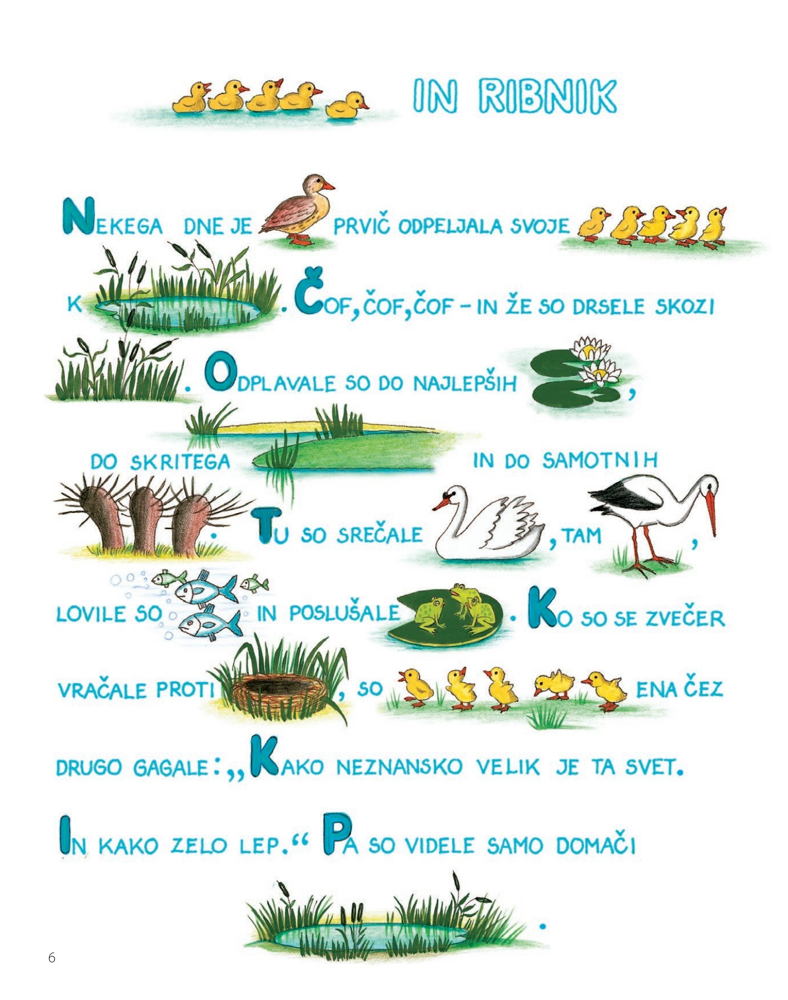 IN RIBNIK
NEKEGA DNE JE PRVIČ ODPELJALA SVOJE
K . ČOF, ČOF, ČOF – IN ŽE SO DRSELE SKOZI
. ODPLAVALE SO DO NAJLEPŠIH ,
DO SKRITEGA IN DO SAMOTNIH
. TU SO SREČALE , TAM ,
LOVILE SO IN POSLUŠALE . KO SO SE ZVEČER
VRAČALE PROTI , SO ENA ČEZ
DRUGO GAGALE: „KAKO NEZNANSKO VELIK JE TA SVET.
IN KAKO ZELO LEP.“ PA SO VIDELE SAMO DOMAČI
.
6